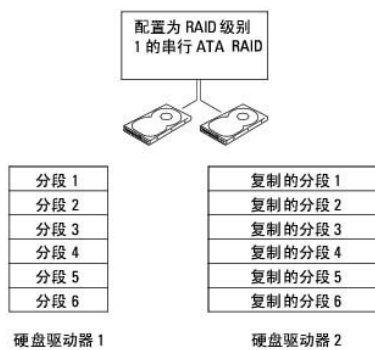 配置为 RAID 级别
1 的串行 ATA RAID
分段 1
分段 2
分段 3
分段 4
分段 5
分段 6
硬盘驱动器 1
复制的分段 1
复制的分段 2
复制的分段 3
复制的分段 4
复制的分段 5
复制的分段 6
硬盘驱动器 2